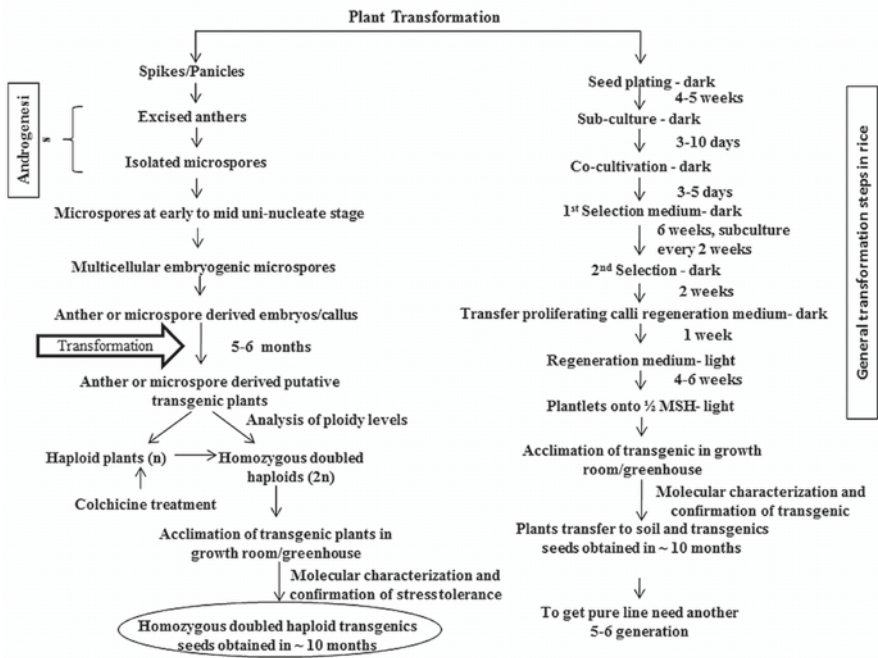 Plant Transformation
Androgenesi
s
Spikes/Panicles
Excised anthers
Isolated microspores
Microspores at early to mid uni-nucleate stage
Multicellular embryogenic microspores
Anther or microspore derived embryos/callus
Transformation
5-6 months
Anther or microspore derived putative
transgenic plants
Analysis of ploidy levels
Haploid plants (n)
Homozygous doubled
haploids (2n)
Colchicine treatment
Acclimation of transgenic plants in
growth room/greenhouse
Molecular characterization and
confirmation of stress tolerance
Homozygous doubled haploid transgenics
seeds obtained in ~ 10 months
Seed plating - dark
4-5 weeks
Sub-culture - dark
3-10 days
Co-cultivation - dark
3-5 days
1st Selection medium- dark
6 weeks, subculture
every 2 weeks
2nd Selection - dark
2 weeks
Transfer proliferating calli regeneration medium- dark
1 week
Regeneration medium- light
4-6 weeks
Plantlets onto ½ MSH- light
Acclimation of transgenic in growth
room/greenhouse
Molecular characterization and
confirmation of transgenic
Plants transfer to soil and transgenics
seeds obtained in ~ 10 months
To get pure line need another
5-6 generation
General transformation steps in rice